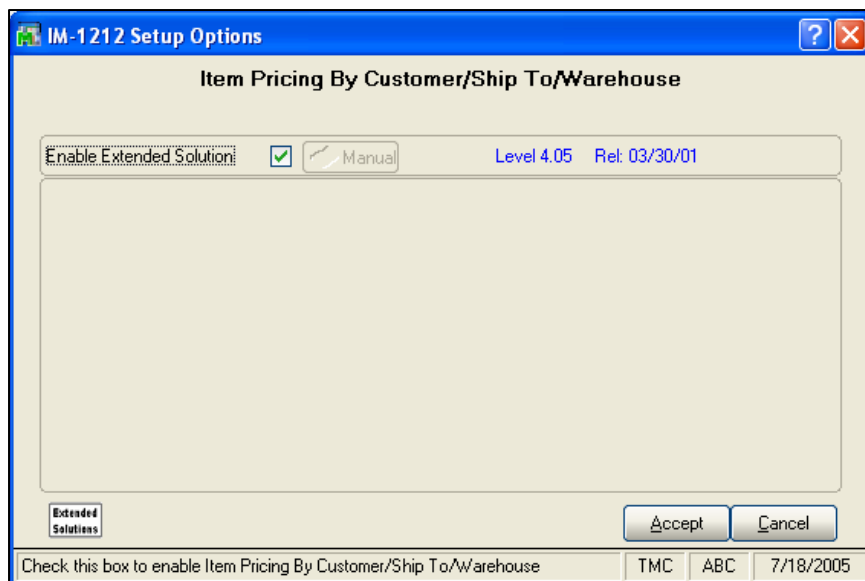 IM-1212 Setup Options
Item Pricing By Customer/Ship To/Warehouse
Enable Extended Solution Manual Level 4.05 Rel: 03/30/01
Extended
Solutions
Accept Cancel
Check this box to enable Item Pricing By Customer/Ship To/Warehouse TMC ABC 7/18/2005